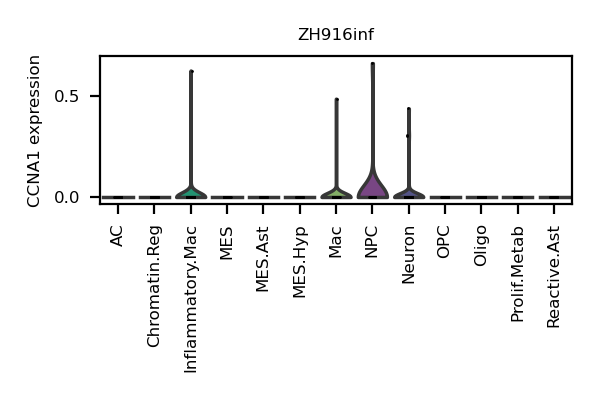 ZH916inf
CCNA1 expression
0.5
0.0
AC
Chromatin.Reg
Inflammatory.Mac
MES
MES.Ast
MES.Hyp
Mac
NPC
Neuron
OPC
Oligo
Prolif.Metab
Reactive.Ast